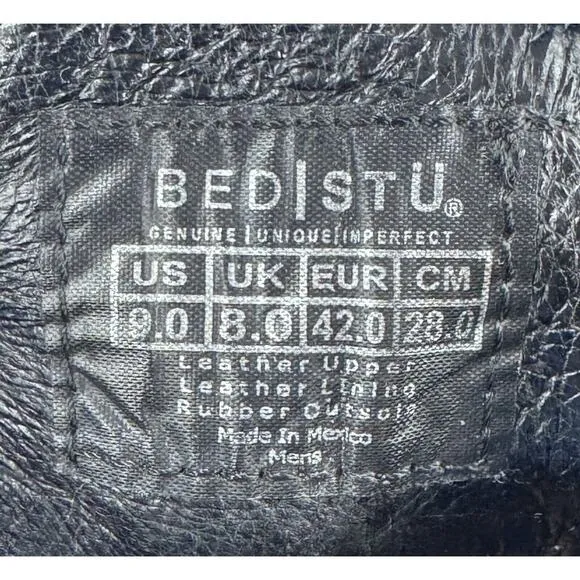 BED|STÜ®
GENUINE | UNIQUE | IMPERFECT
US UK EUR CM
9.0 8.0 42.0 28.0
Leather Upper
Leather Lining
Rubber Outsole
Made In Mexico
Mens